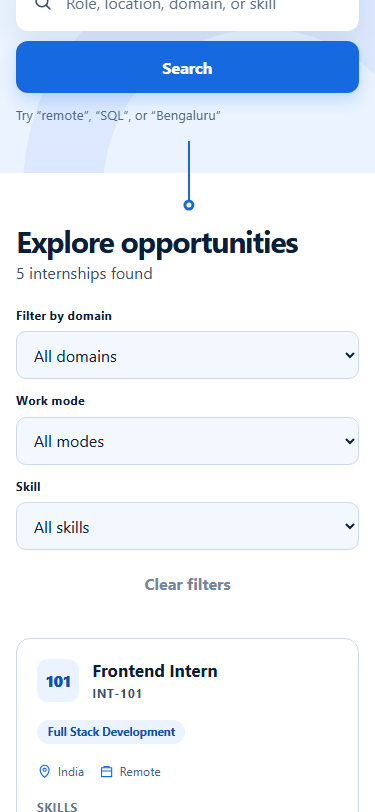 Role, location, domain, or skill
Search
Try “remote”, “SQL”, or “Bengaluru”
Explore opportunities
5 internships found
Filter by domain
All domains
Work mode
All modes
Skill
All skills
Clear filters
101
Frontend Intern
INT-101
Full Stack Development
India
Remote
SKILLS